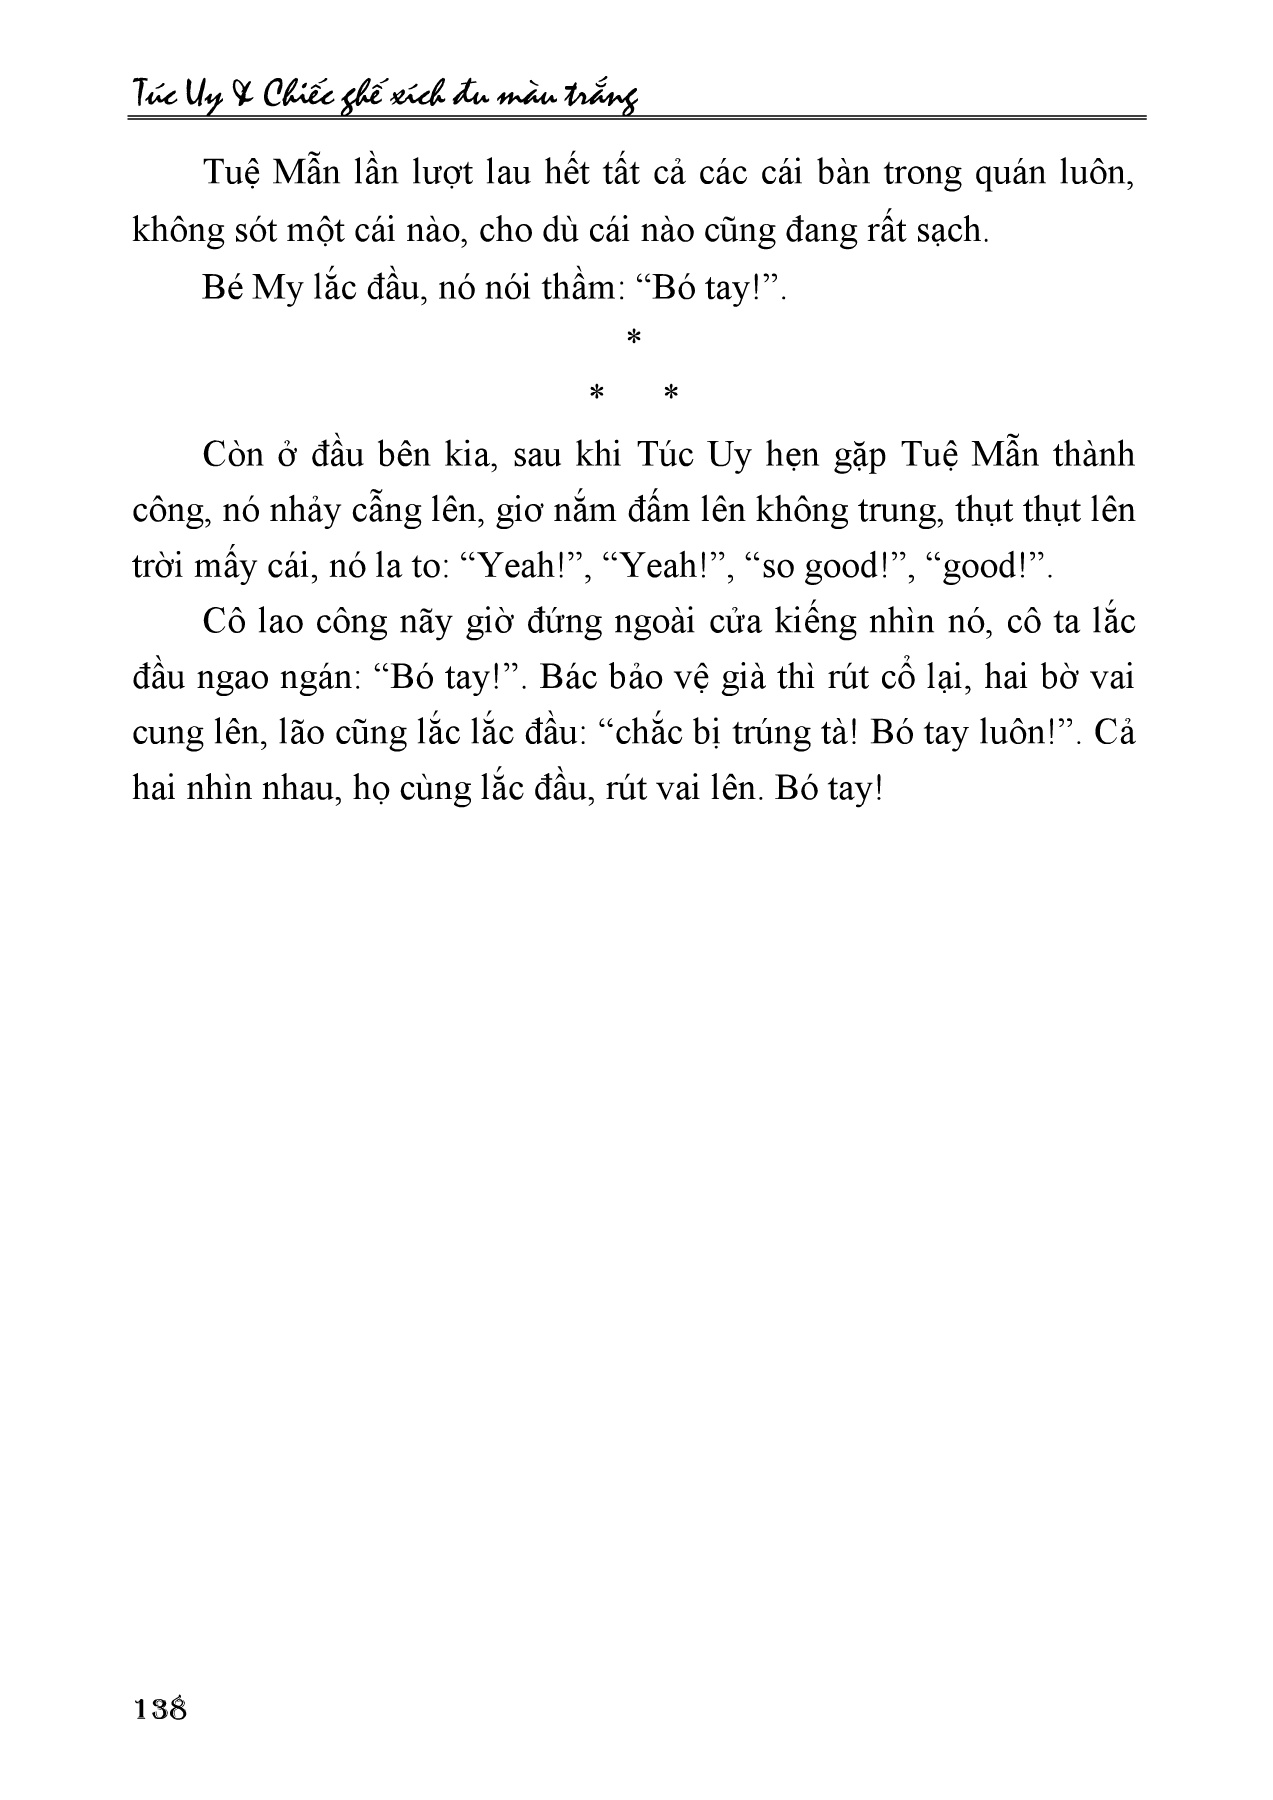 Túc Uy & Chiếc ghế xích đu màu trắng
Tuệ Mẫn lần lượt lau hết tất cả các cái bàn trong quán luôn,
không sót một cái nào, cho dù cái nào cũng đang rất sạch.
Bé My lắc đầu, nó nói thầm: “Bó tay!”.
*
* *
Còn ở đầu bên kia, sau khi Túc Uy hẹn gặp Tuệ Mẫn thành
công, nó nhảy cẫng lên, giơ nắm đấm lên không trung, thụt thụt lên
trời mấy cái, nó la to: “Yeah!”, “Yeah!”, “so good!”, “good!”.
Cô lao công nãy giờ đứng ngoài cửa kiếng nhìn nó, cô ta lắc
đầu ngao ngán: “Bó tay!”. Bác bảo vệ già thì rút cổ lại, hai bờ vai
cung lên, lão cũng lắc lắc đầu: “chắc bị trúng tà! Bó tay luôn!”. Cả
hai nhìn nhau, họ cùng lắc đầu, rút vai lên. Bó tay!
138